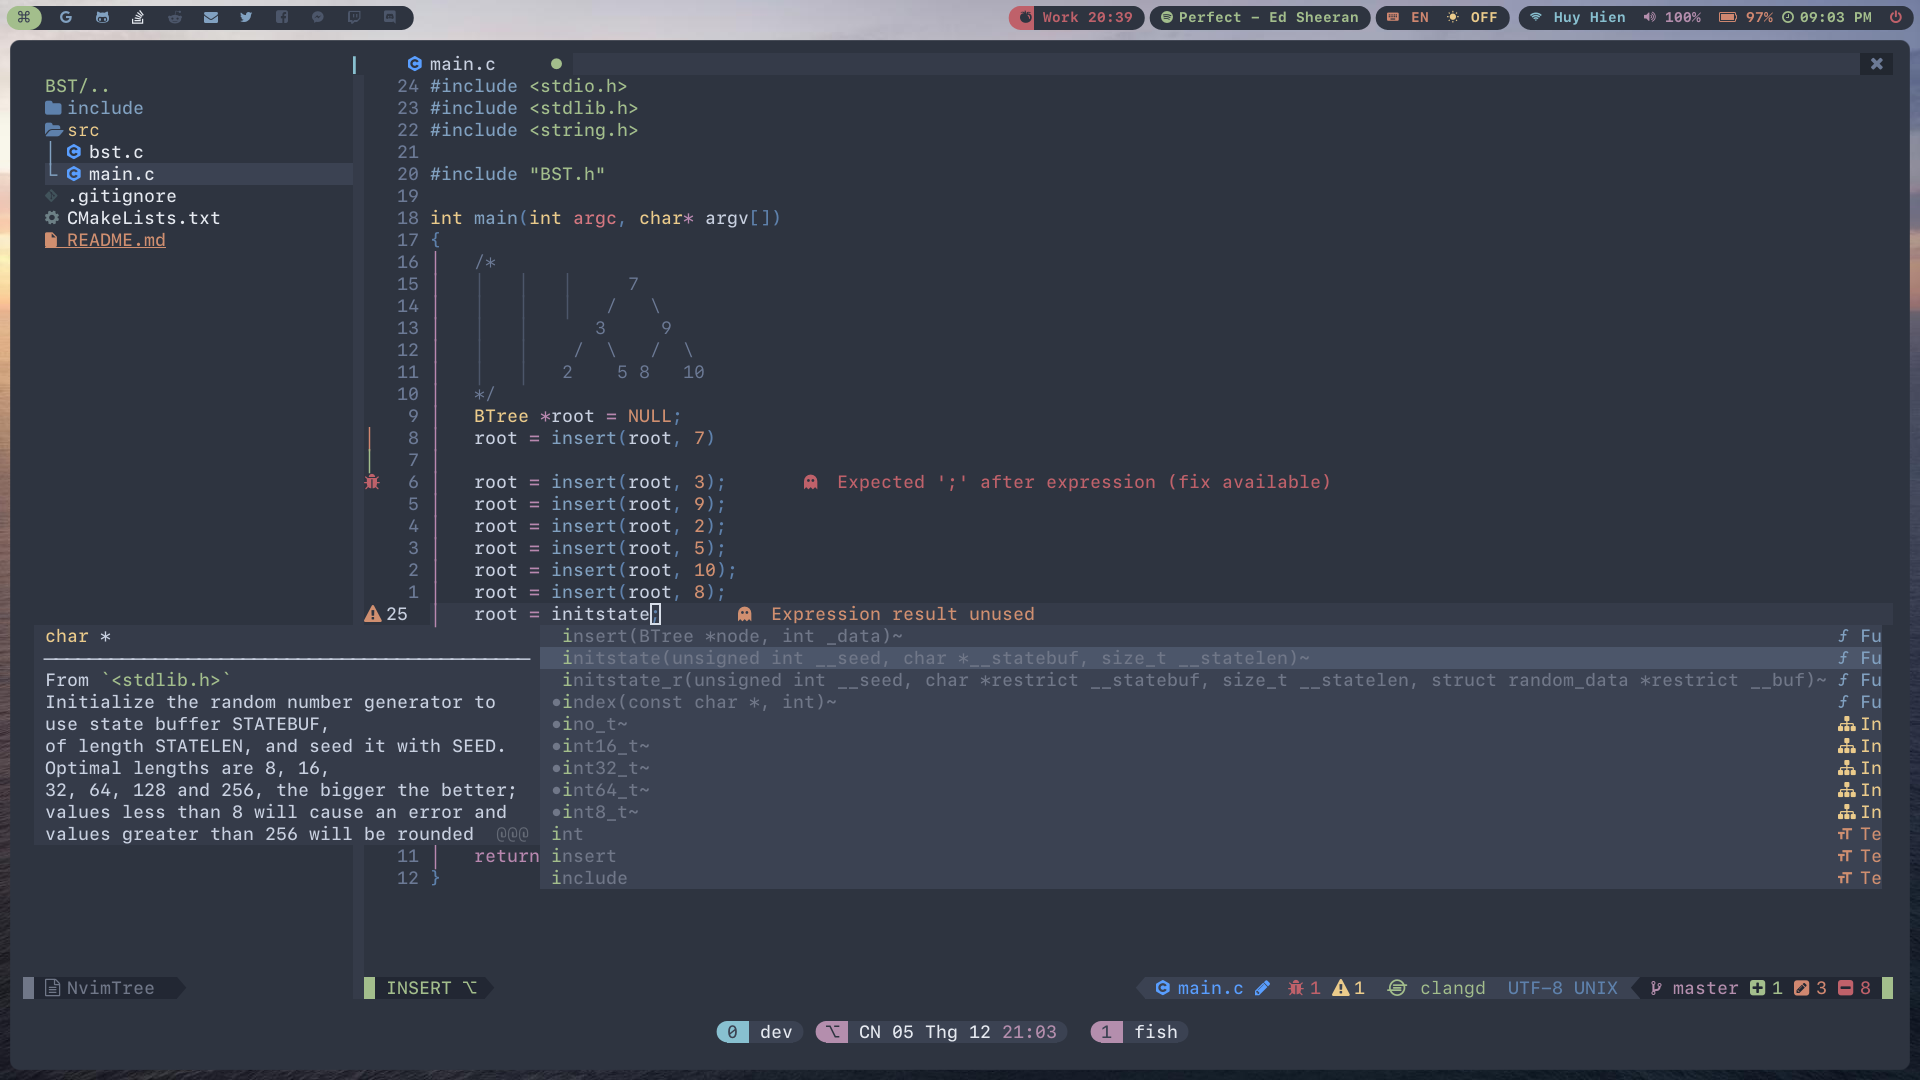 Work 20:39
Perfect – Ed Sheeran
EN
OFF
Huy Hien
100%
97%
09:03 PM
BST/..
include
src
bst.c
main.c
.gitignore
CMakeLists.txt
README.md
main.c
24 #include <stdio.h>
23 #include <stdlib.h>
22 #include <string.h>
21
20 #include "BST.h"
19
18 int main(int argc, char* argv[])
17 {
16 /*
15 7
14 / \
13 3 9
12 / \ / \
11 2 5 8 10
10 */
9 BTree *root = NULL;
8 root = insert(root, 7)
7
6 root = insert(root, 3); Expected ';' after expression (fix available)
5 root = insert(root, 9);
4 root = insert(root, 2);
3 root = insert(root, 5);
2 root = insert(root, 10);
1 root = insert(root, 8);
25 root = initstate; Expression result unused
char *
From `<stdlib.h>`
Initialize the random number generator to
use state buffer STATEBUF,
of length STATELEN, and seed it with SEED.
Optimal lengths are 8, 16,
32, 64, 128 and 256, the bigger the better;
values less than 8 will cause an error and
values greater than 256 will be rounded @@@
insert(BTree *node, int _data)~ f Fu
initstate(unsigned int __seed, char *__statebuf, size_t __statelen)~ f Fu
initstate_r(unsigned int __seed, char *restrict __statebuf, size_t __statelen, struct random_data *restrict __buf)~ f Fu
•index(const char *, int)~ f Fu
•ino_t~ In
•int16_t~ In
•int32_t~ In
•int64_t~ In
•int8_t~ In
int Te
insert Te
include Te
11 return
12 }
NvimTree
INSERT ⌥
main.c 1 1 clangd UTF-8 UNIX master 1 3 8
0 dev
⌥ CN 05 Thg 12 21:03
1 fish